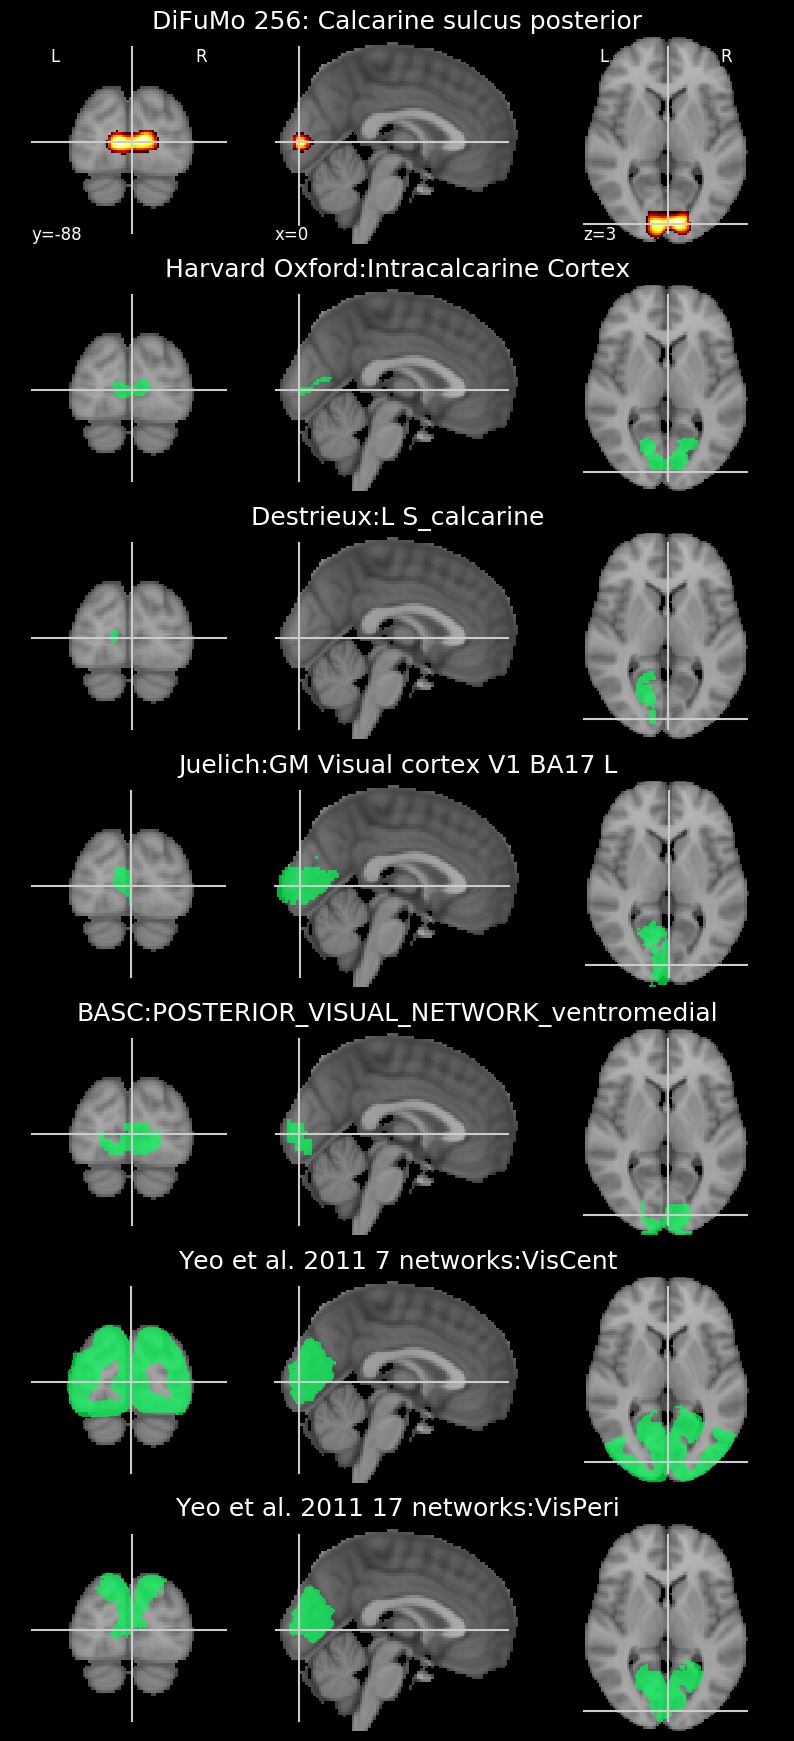 DiFuMo 256: Calcarine sulcus posterior
L R L R
y=-88 x=0 z=3
Harvard Oxford:Intracalcarine Cortex
Destrieux:L S_calcarine
Juelich:GM Visual cortex V1 BA17 L
BASC:POSTERIOR_VISUAL_NETWORK_ventromedial
Yeo et al. 2011 7 networks:VisCent
Yeo et al. 2011 17 networks:VisPeri